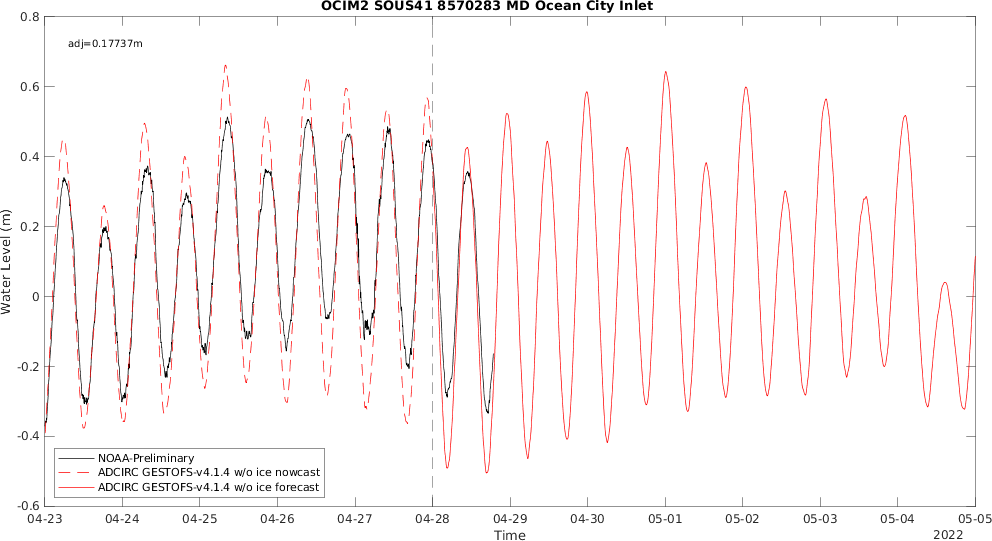 OCIM2 SOUS41 8570283 MD Ocean City Inlet
adj=0.17737m
0.8
0.6
0.4
0.2
0
-0.2
-0.4
-0.6
Water Level (m)
NOAA-Preliminary
ADCIRC GESTOFS-v4.1.4 w/o ice nowcast
ADCIRC GESTOFS-v4.1.4 w/o ice forecast
04-23 04-24 04-25 04-26 04-27 04-28 04-29 04-30 05-01 05-02 05-03 05-04 05-05
Time
2022